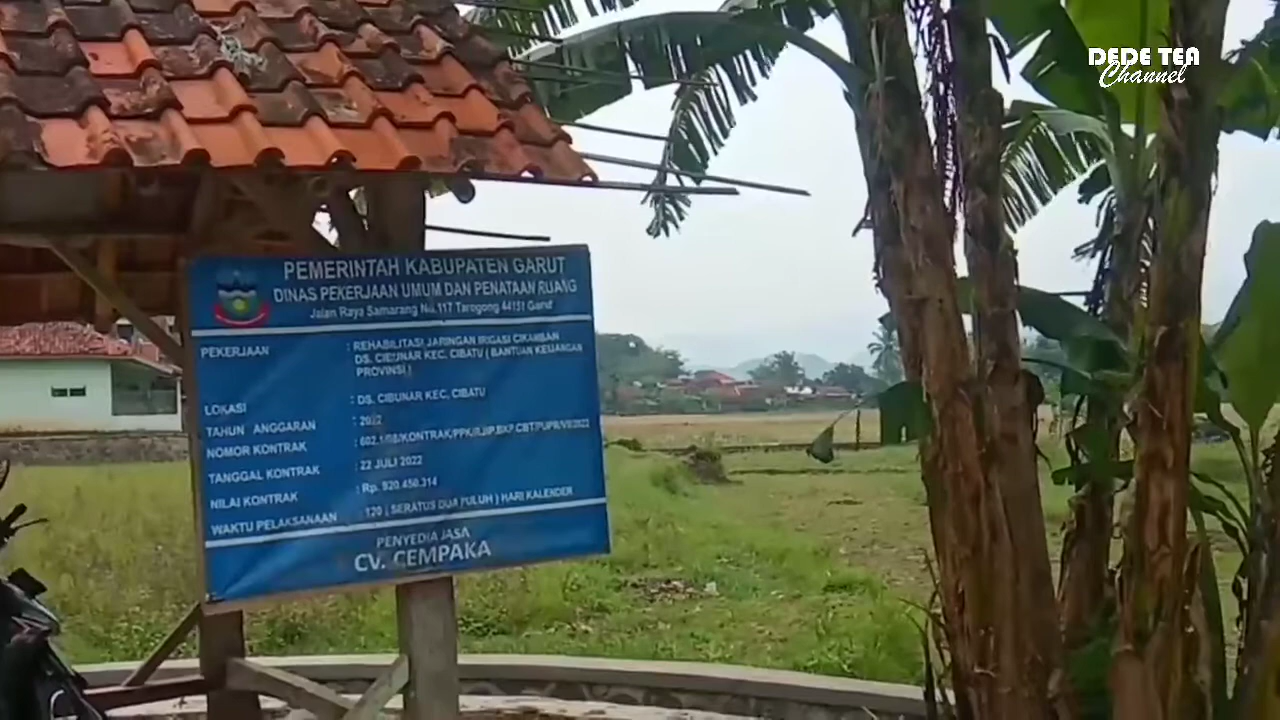 DEDE TEA
Channel
PEMERINTAH KABUPATEN GARUT
DINAS PEKERJAAN UMUM DAN PENATAAN RUANG
Jalan Raya Samarang No.117 Tarogong 44151 Garut
PEKERJAAN : REHABILITASI JARINGAN IRIGASI CIKAMBAN
DS. CIBUNAR KEC. CIBATU ( BANTUAN KEUANGAN
PROVINSI )
LOKASI : DS. CIBUNAR KEC. CIBATU
TAHUN ANGGARAN : 2022
NOMOR KONTRAK
TANGGAL KONTRAK : 22 JULI 2022
NILAI KONTRAK : Rp. 920.450.314
WAKTU PELAKSANAAN : 120 ( SERATUS DUA PULUH ) HARI KALENDER
PENYEDIA JASA
CV. CEMPAKA